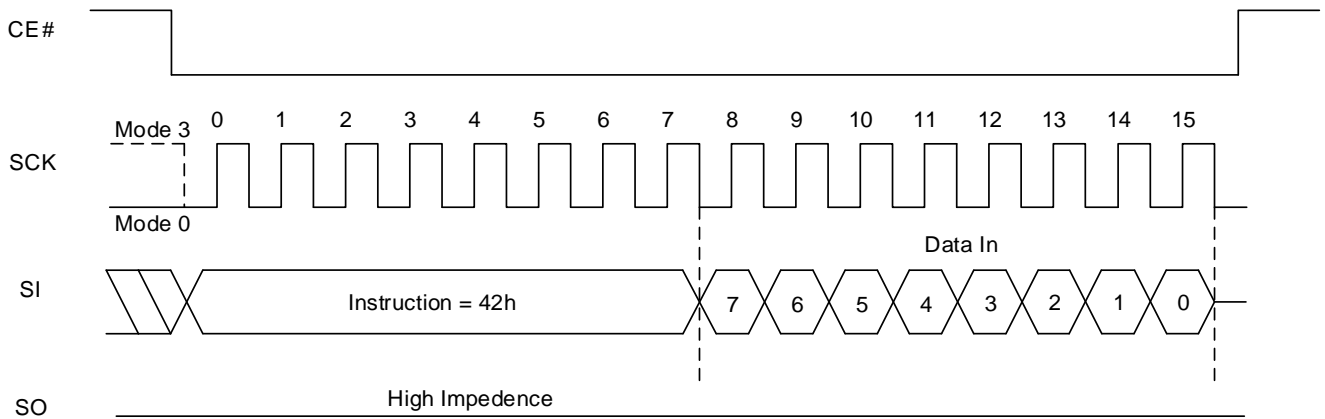 CE#
Mode 3 0 1 2 3 4 5 6 7 8 9 10 11 12 13 14 15
SCK
Mode 0
Data In
SI Instruction = 42h 7 6 5 4 3 2 1 0
High Impedence
SO